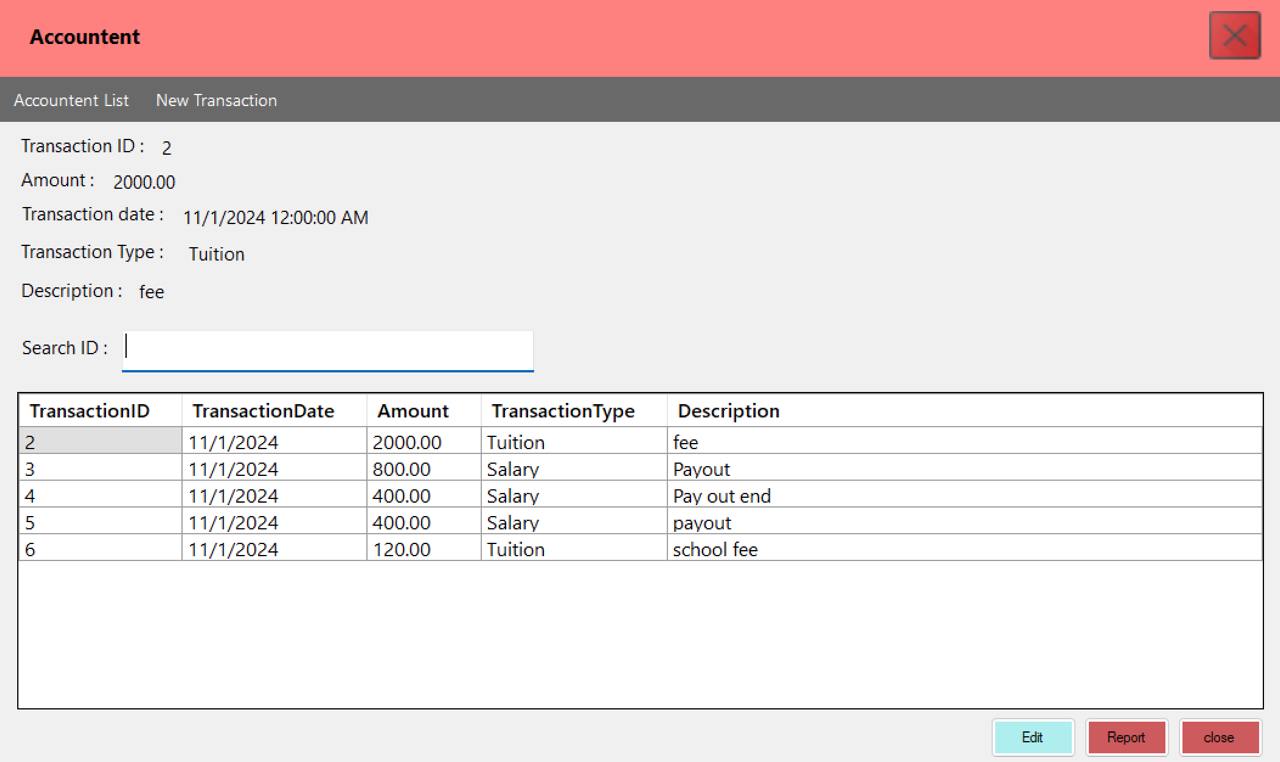 Accountent
Accountent List New Transaction
Transaction ID : 2
Amount : 2000.00
Transaction date : 11/1/2024 12:00:00 AM
Transaction Type : Tuition
Description : fee
Search ID :
TransactionID TransactionDate Amount TransactionType Description
2 11/1/2024 2000.00 Tuition fee
3 11/1/2024 800.00 Salary Payout
4 11/1/2024 400.00 Salary Pay out end
5 11/1/2024 400.00 Salary payout
6 11/1/2024 120.00 Tuition school fee
Edit Report close